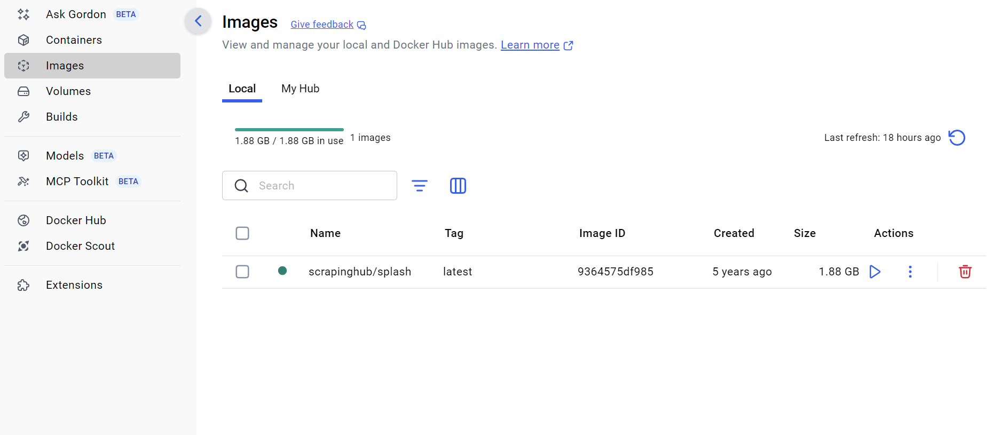 Ask Gordon BETA
Containers
Images
Volumes
Builds
Models BETA
MCP Toolkit BETA
Docker Hub
Docker Scout
Extensions
Images Give feedback
View and manage your local and Docker Hub images. Learn more
Local My Hub
1.88 GB / 1.88 GB in use 1 images
Last refresh: 18 hours ago
Search
Name Tag Image ID Created Size Actions
scrapinghub/splash latest 9364575df985 5 years ago 1.88 GB